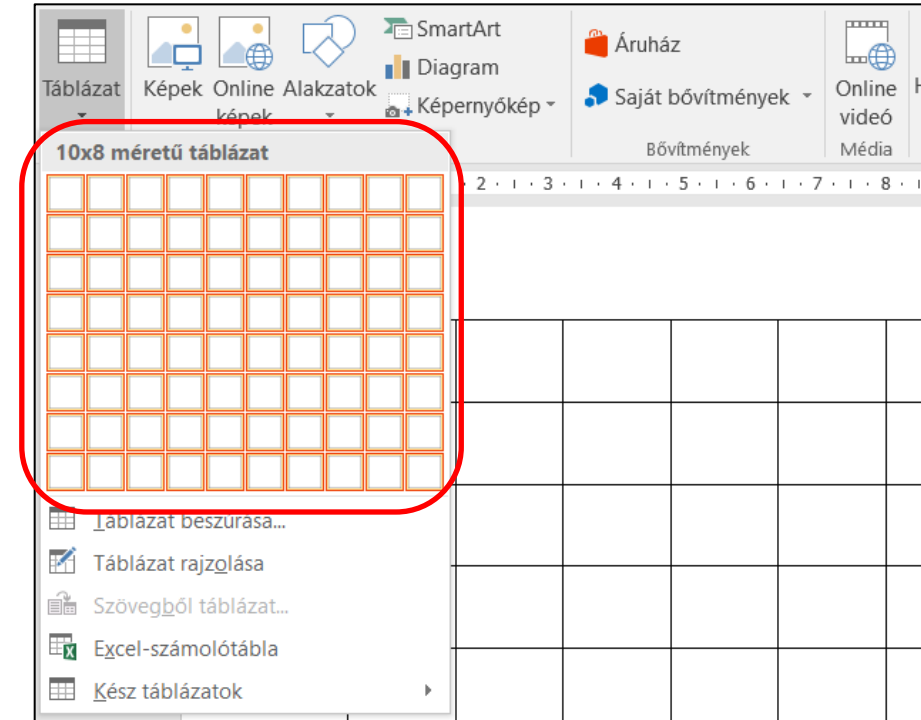 Táblázat
Képek
Online
képek
Alakzatok
SmartArt
Diagram
Képernyőkép
Áruház
Saját bővítmények
Bővítmények
Online
videó
Média
10x8 méretű táblázat
2 3 4 5 6 7 8
Táblázat beszúrása...
Táblázat rajzolása
Szövegből táblázat...
Excel-számolótábla
Kész táblázatok